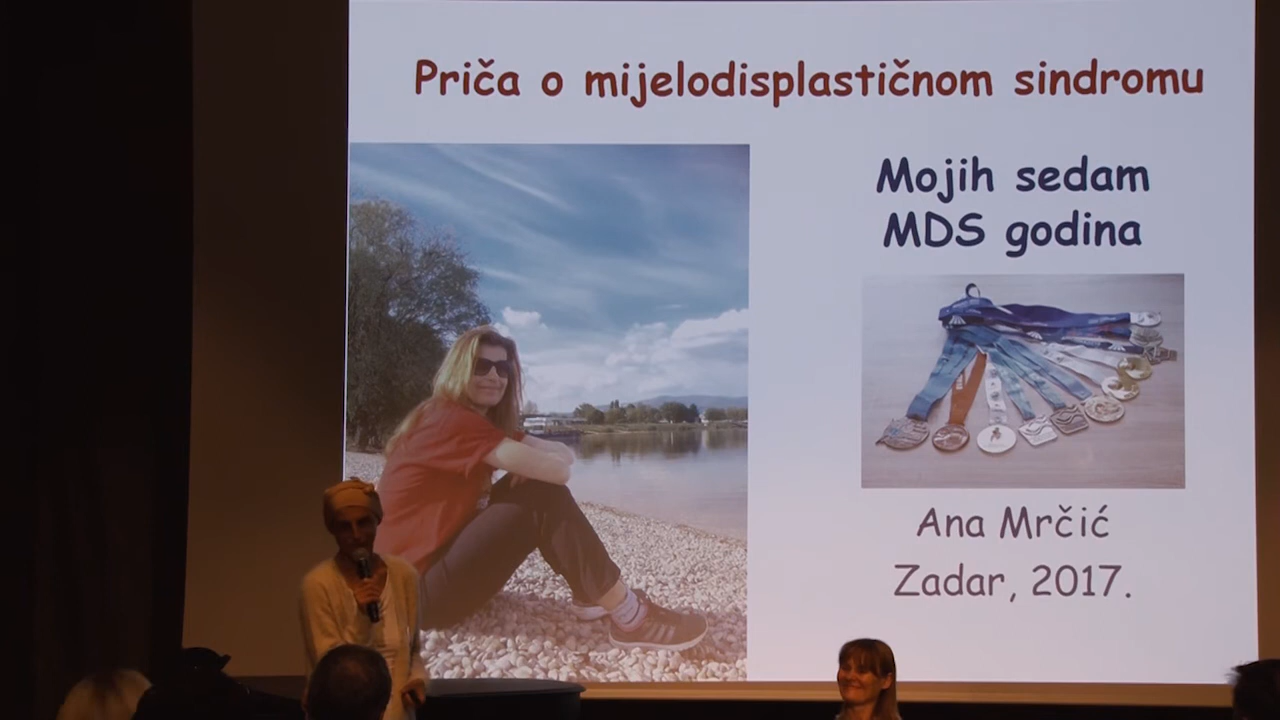 Priča o mijelodisplastičnom sindromu
Mojih sedam
MDS godina
Ana Mrčić
Zadar, 2017.